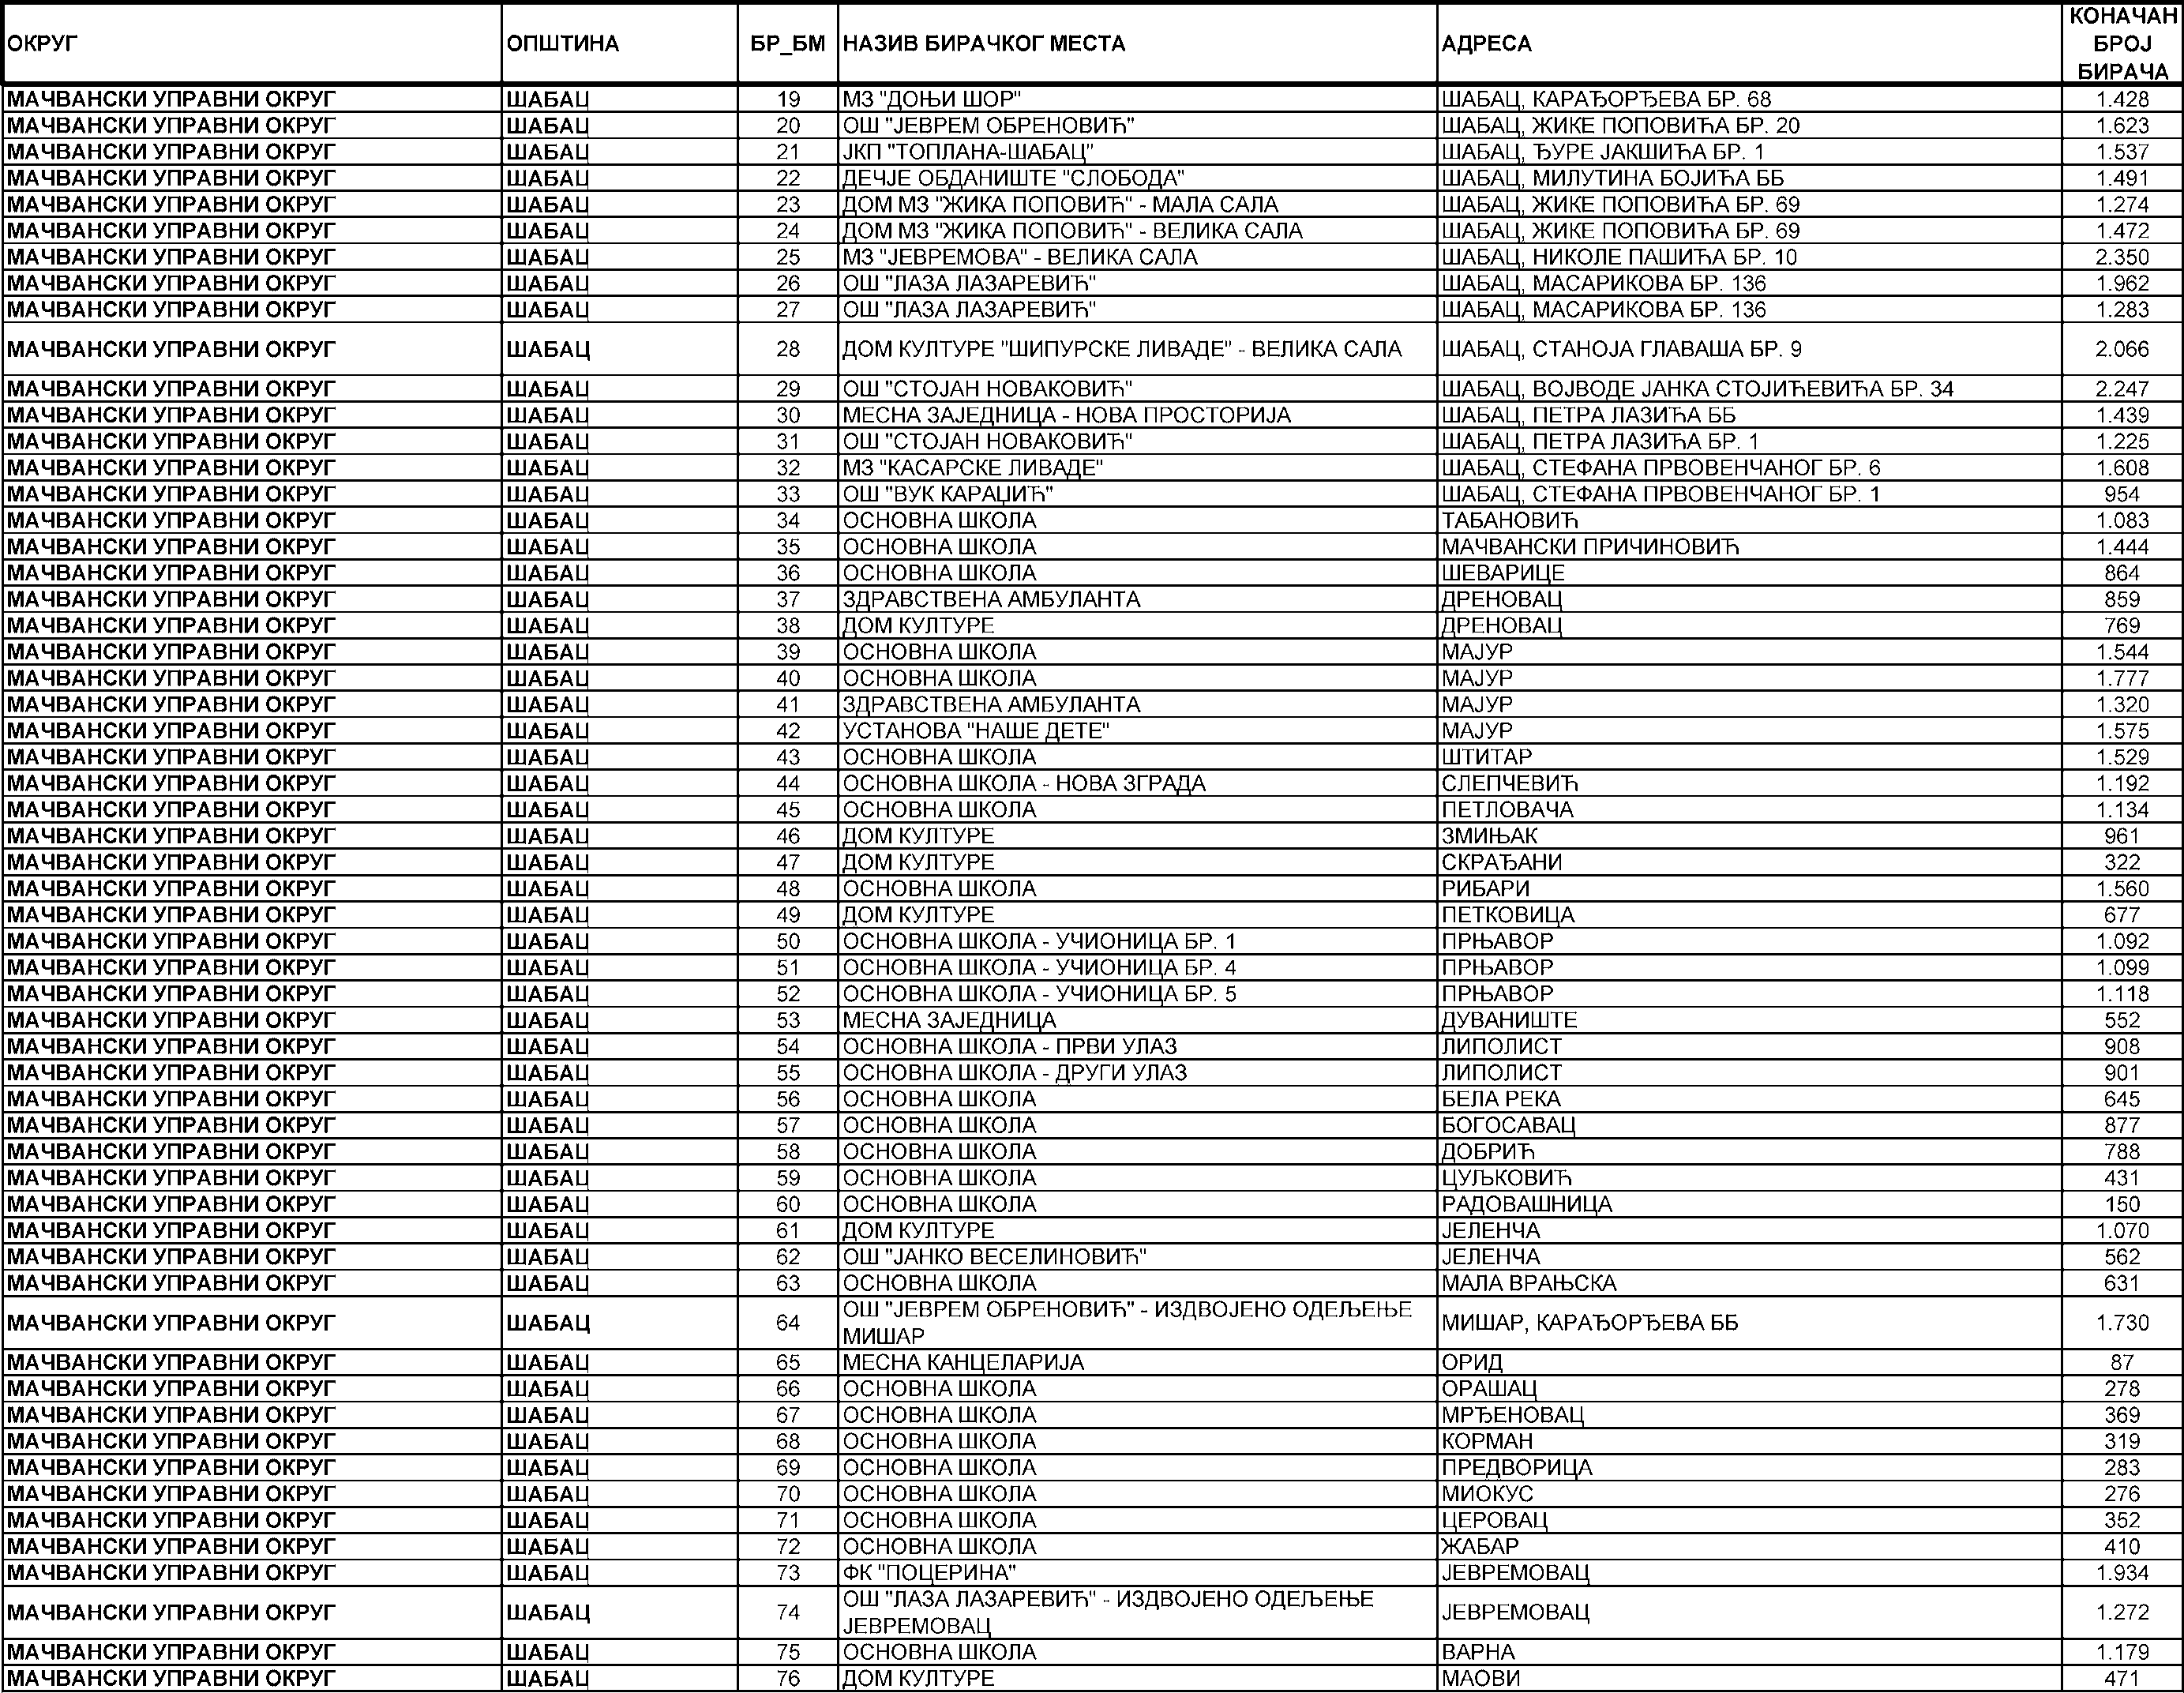 ОКРУГ ОПШТИНА БР_БМ НАЗИВ БИРАЧКОГ МЕСТА АДРЕСА КОНАЧАН БРОЈ БИРАЧА
МАЧВАНСКИ УПРАВНИ ОКРУГ ШАБАЦ 19 МЗ "ДОЊИ ШОР" ШАБАЦ, КАРАЂОРЂЕВА БР. 68 1.428
МАЧВАНСКИ УПРАВНИ ОКРУГ ШАБАЦ 20 ОШ "ЈЕВРЕМ ОБРЕНОВИЋ" ШАБАЦ, ЖИКЕ ПОПОВИЋА БР. 20 1.623
МАЧВАНСКИ УПРАВНИ ОКРУГ ШАБАЦ 21 ЈКП "ТОПЛАНА-ШАБАЦ" ШАБАЦ, ЂУРЕ ЈАКШИЋА БР. 1 1.537
МАЧВАНСКИ УПРАВНИ ОКРУГ ШАБАЦ 22 ДЕЧЈЕ ОБДАНИШТЕ "СЛОБОДА" ШАБАЦ, МИЛУТИНА БОЈИЋА ББ 1.491
МАЧВАНСКИ УПРАВНИ ОКРУГ ШАБАЦ 23 ДОМ МЗ "ЖИКА ПОПОВИЋ" - МАЛА САЛА ШАБАЦ, ЖИКЕ ПОПОВИЋА БР. 69 1.274
МАЧВАНСКИ УПРАВНИ ОКРУГ ШАБАЦ 24 ДОМ МЗ "ЖИКА ПОПОВИЋ" - ВЕЛИКА САЛА ШАБАЦ, ЖИКЕ ПОПОВИЋА БР. 69 1.472
МАЧВАНСКИ УПРАВНИ ОКРУГ ШАБАЦ 25 МЗ "ЈЕВРЕМОВА" - ВЕЛИКА САЛА ШАБАЦ, НИКОЛЕ ПАШИЋА БР. 10 2.350
МАЧВАНСКИ УПРАВНИ ОКРУГ ШАБАЦ 26 ОШ "ЛАЗА ЛАЗАРЕВИЋ" ШАБАЦ, МАСАРИКОВА БР. 136 1.962
МАЧВАНСКИ УПРАВНИ ОКРУГ ШАБАЦ 27 ОШ "ЛАЗА ЛАЗАРЕВИЋ" ШАБАЦ, МАСАРИКОВА БР. 136 1.283
МАЧВАНСКИ УПРАВНИ ОКРУГ ШАБАЦ 28 ДОМ КУЛТУРЕ "ШИПУРСКЕ ЛИВАДЕ" - ВЕЛИКА САЛА ШАБАЦ, СТАНОЈА ГЛАВАША БР. 9 2.066
МАЧВАНСКИ УПРАВНИ ОКРУГ ШАБАЦ 29 ОШ "СТОЈАН НОВАКОВИЋ" ШАБАЦ, ВОЈВОДЕ ЈАНКА СТОЈИЋЕВИЋА БР. 34 2.247
МАЧВАНСКИ УПРАВНИ ОКРУГ ШАБАЦ 30 МЕСНА ЗАЈЕДНИЦА - НОВА ПРОСТОРИЈА ШАБАЦ, ПЕТРА ЛАЗИЋА ББ 1.439
МАЧВАНСКИ УПРАВНИ ОКРУГ ШАБАЦ 31 ОШ "СТОЈАН НОВАКОВИЋ" ШАБАЦ, ПЕТРА ЛАЗИЋА БР. 1 1.225
МАЧВАНСКИ УПРАВНИ ОКРУГ ШАБАЦ 32 МЗ "КАСАРСКЕ ЛИВАДЕ" ШАБАЦ, СТЕФАНА ПРВОВЕНЧАНОГ БР. 6 1.608
МАЧВАНСКИ УПРАВНИ ОКРУГ ШАБАЦ 33 ОШ "ВУК КАРАЏИЋ" ШАБАЦ, СТЕФАНА ПРВОВЕНЧАНОГ БР. 1 954
МАЧВАНСКИ УПРАВНИ ОКРУГ ШАБАЦ 34 ОСНОВНА ШКОЛА ТАБАНОВИЋ 1.083
МАЧВАНСКИ УПРАВНИ ОКРУГ ШАБАЦ 35 ОСНОВНА ШКОЛА МАЧВАНСКИ ПРИЧИНОВИЋ 1.444
МАЧВАНСКИ УПРАВНИ ОКРУГ ШАБАЦ 36 ОСНОВНА ШКОЛА ШЕВАРИЦЕ 864
МАЧВАНСКИ УПРАВНИ ОКРУГ ШАБАЦ 37 ЗДРАВСТВЕНА АМБУЛАНТА ДРЕНОВАЦ 859
МАЧВАНСКИ УПРАВНИ ОКРУГ ШАБАЦ 38 ДОМ КУЛТУРЕ ДРЕНОВАЦ 769
МАЧВАНСКИ УПРАВНИ ОКРУГ ШАБАЦ 39 ОСНОВНА ШКОЛА МАЈУР 1.544
МАЧВАНСКИ УПРАВНИ ОКРУГ ШАБАЦ 40 ОСНОВНА ШКОЛА МАЈУР 1.777
МАЧВАНСКИ УПРАВНИ ОКРУГ ШАБАЦ 41 ЗДРАВСТВЕНА АМБУЛАНТА МАЈУР 1.320
МАЧВАНСКИ УПРАВНИ ОКРУГ ШАБАЦ 42 УСТАНОВА "НАШЕ ДЕТЕ" МАЈУР 1.575
МАЧВАНСКИ УПРАВНИ ОКРУГ ШАБАЦ 43 ОСНОВНА ШКОЛА ШТИТАР 1.529
МАЧВАНСКИ УПРАВНИ ОКРУГ ШАБАЦ 44 ОСНОВНА ШКОЛА - НОВА ЗГРАДА СЛЕПЧЕВИЋ 1.192
МАЧВАНСКИ УПРАВНИ ОКРУГ ШАБАЦ 45 ОСНОВНА ШКОЛА ПЕТЛОВАЧА 1.134
МАЧВАНСКИ УПРАВНИ ОКРУГ ШАБАЦ 46 ДОМ КУЛТУРЕ ЗМИЊАК 961
МАЧВАНСКИ УПРАВНИ ОКРУГ ШАБАЦ 47 ДОМ КУЛТУРЕ СКРАЂАНИ 322
МАЧВАНСКИ УПРАВНИ ОКРУГ ШАБАЦ 48 ОСНОВНА ШКОЛА РИБАРИ 1.560
МАЧВАНСКИ УПРАВНИ ОКРУГ ШАБАЦ 49 ДОМ КУЛТУРЕ ПЕТКОВИЦА 677
МАЧВАНСКИ УПРАВНИ ОКРУГ ШАБАЦ 50 ОСНОВНА ШКОЛА - УЧИОНИЦА БР. 1 ПРЊАВОР 1.092
МАЧВАНСКИ УПРАВНИ ОКРУГ ШАБАЦ 51 ОСНОВНА ШКОЛА - УЧИОНИЦА БР. 4 ПРЊАВОР 1.099
МАЧВАНСКИ УПРАВНИ ОКРУГ ШАБАЦ 52 ОСНОВНА ШКОЛА - УЧИОНИЦА БР. 5 ПРЊАВОР 1.118
МАЧВАНСКИ УПРАВНИ ОКРУГ ШАБАЦ 53 МЕСНА ЗАЈЕДНИЦА ДУВАНИШТЕ 552
МАЧВАНСКИ УПРАВНИ ОКРУГ ШАБАЦ 54 ОСНОВНА ШКОЛА - ПРВИ УЛАЗ ЛИПОЛИСТ 908
МАЧВАНСКИ УПРАВНИ ОКРУГ ШАБАЦ 55 ОСНОВНА ШКОЛА - ДРУГИ УЛАЗ ЛИПОЛИСТ 901
МАЧВАНСКИ УПРАВНИ ОКРУГ ШАБАЦ 56 ОСНОВНА ШКОЛА БЕЛА РЕКА 645
МАЧВАНСКИ УПРАВНИ ОКРУГ ШАБАЦ 57 ОСНОВНА ШКОЛА БОГОСАВАЦ 877
МАЧВАНСКИ УПРАВНИ ОКРУГ ШАБАЦ 58 ОСНОВНА ШКОЛА ДОБРИЋ 788
МАЧВАНСКИ УПРАВНИ ОКРУГ ШАБАЦ 59 ОСНОВНА ШКОЛА ЦУЉКОВИЋ 431
МАЧВАНСКИ УПРАВНИ ОКРУГ ШАБАЦ 60 ОСНОВНА ШКОЛА РАДОВАШНИЦА 150
МАЧВАНСКИ УПРАВНИ ОКРУГ ШАБАЦ 61 ДОМ КУЛТУРЕ ЈЕЛЕНЧА 1.070
МАЧВАНСКИ УПРАВНИ ОКРУГ ШАБАЦ 62 ОШ "ЈАНКО ВЕСЕЛИНОВИЋ" ЈЕЛЕНЧА 562
МАЧВАНСКИ УПРАВНИ ОКРУГ ШАБАЦ 63 ОСНОВНА ШКОЛА МАЛА ВРАЊСКА 631
МАЧВАНСКИ УПРАВНИ ОКРУГ ШАБАЦ 64 ОШ "ЈЕВРЕМ ОБРЕНОВИЋ" - ИЗДВОЈЕНО ОДЕЉЕЊЕ МИШАР МИШАР, КАРАЂОРЂЕВА ББ 1.730
МАЧВАНСКИ УПРАВНИ ОКРУГ ШАБАЦ 65 МЕСНА КАНЦЕЛАРИЈА ОРИД 87
МАЧВАНСКИ УПРАВНИ ОКРУГ ШАБАЦ 66 ОСНОВНА ШКОЛА ОРАШАЦ 278
МАЧВАНСКИ УПРАВНИ ОКРУГ ШАБАЦ 67 ОСНОВНА ШКОЛА МРЂЕНОВАЦ 369
МАЧВАНСКИ УПРАВНИ ОКРУГ ШАБАЦ 68 ОСНОВНА ШКОЛА КОРМАН 319
МАЧВАНСКИ УПРАВНИ ОКРУГ ШАБАЦ 69 ОСНОВНА ШКОЛА ПРЕДВОРИЦА 283
МАЧВАНСКИ УПРАВНИ ОКРУГ ШАБАЦ 70 ОСНОВНА ШКОЛА МИОКУС 276
МАЧВАНСКИ УПРАВНИ ОКРУГ ШАБАЦ 71 ОСНОВНА ШКОЛА ЦЕРОВАЦ 352
МАЧВАНСКИ УПРАВНИ ОКРУГ ШАБАЦ 72 ОСНОВНА ШКОЛА ЖАБАР 410
МАЧВАНСКИ УПРАВНИ ОКРУГ ШАБАЦ 73 ФК "ПОЦЕРИНА" ЈЕВРЕМОВАЦ 1.934
МАЧВАНСКИ УПРАВНИ ОКРУГ ШАБАЦ 74 ОШ "ЛАЗА ЛАЗАРЕВИЋ" - ИЗДВОЈЕНО ОДЕЉЕЊЕ ЈЕВРЕМОВАЦ ЈЕВРЕМОВАЦ 1.272
МАЧВАНСКИ УПРАВНИ ОКРУГ ШАБАЦ 75 ОСНОВНА ШКОЛА ВАРНА 1.179
МАЧВАНСКИ УПРАВНИ ОКРУГ ШАБАЦ 76 ДОМ КУЛТУРЕ МАОВИ 471